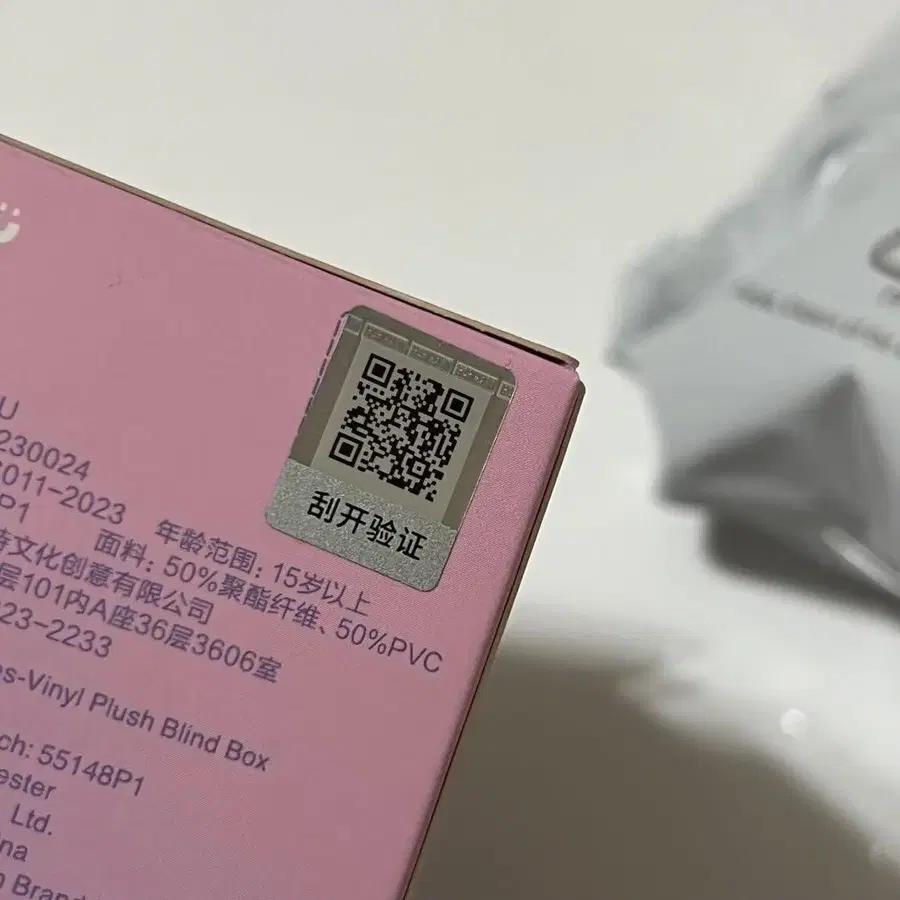 刮开验证
U
230024
011-2023
P1
年龄范围：15岁以上
面料：50%聚酯纤维、50%PVC
文化创意有限公司
层101内A座36层3606室
23-2233
es-Vinyl Plush Blind Box
ch: 55148P1
ester
Ltd.
na
Brand